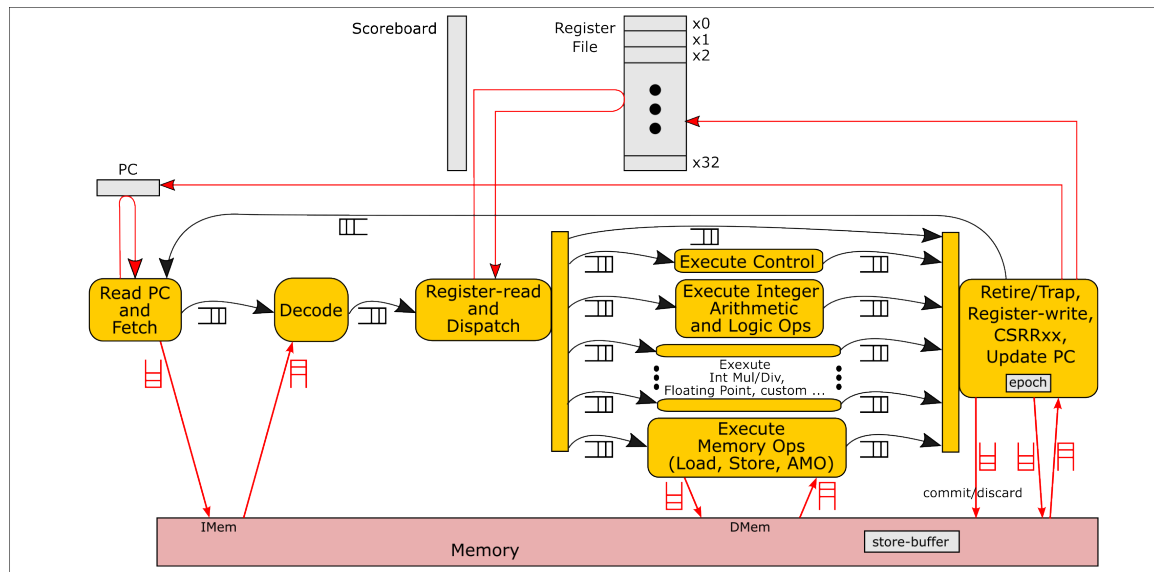 Scoreboard
Register
File
x0
x1
x2
x32
PC
Read PC
and
Fetch
Decode
Register-read
and
Dispatch
Execute Control
Execute Integer
Arithmetic
and Logic Ops
Exexute
Int Mul/Div,
Floating Point, custom ...
Execute
Memory Ops
(Load, Store, AMO)
Retire/Trap,
Register-write,
CSRRxx,
Update PC
epoch
commit/discard
IMem
DMem
Memory
store-buffer